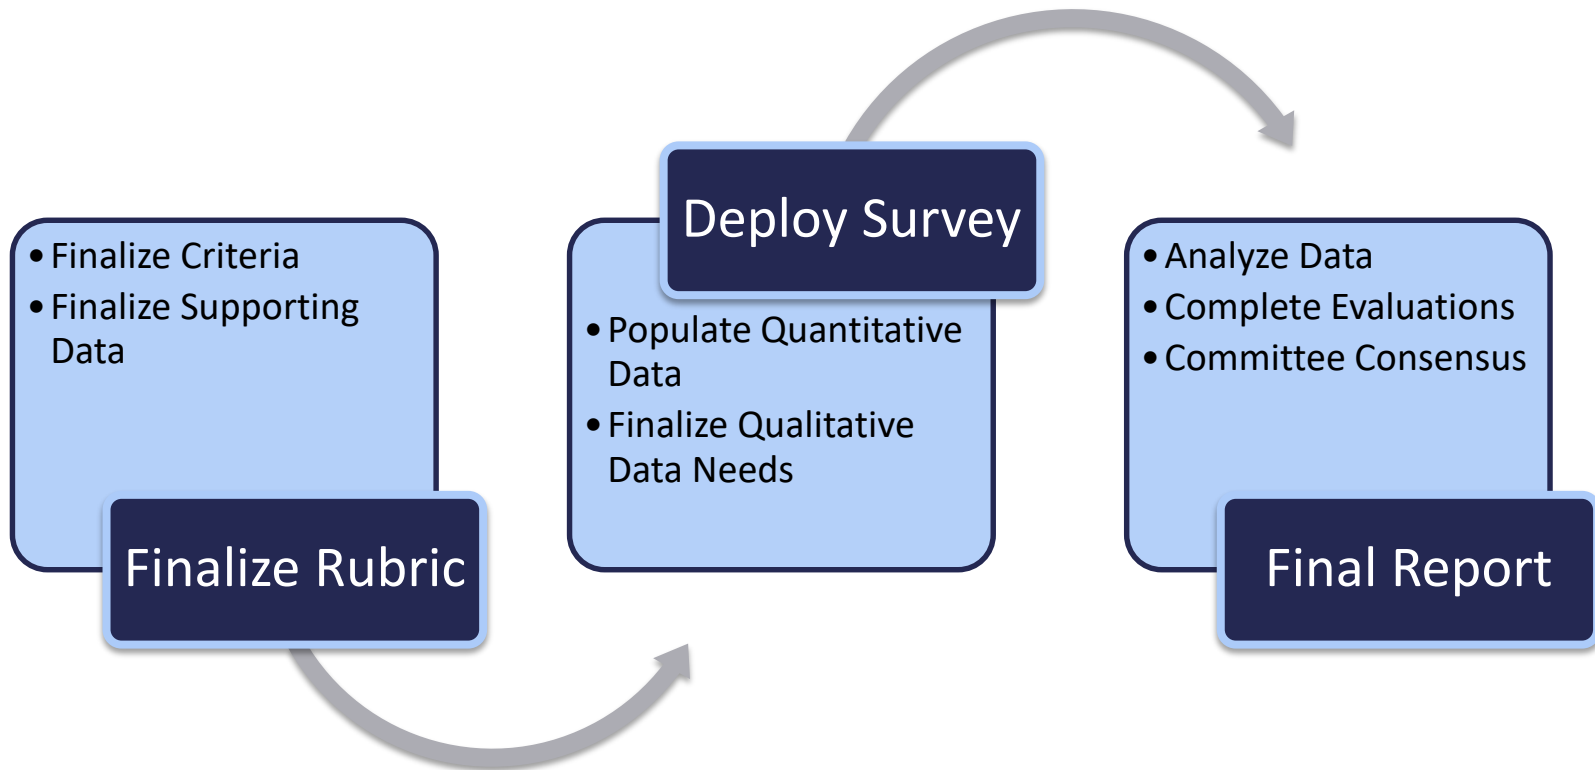 • Finalize Criteria
• Finalize Supporting
Data
Finalize Rubric
Deploy Survey
• Populate Quantitative
Data
• Finalize Qualitative
Data Needs
• Analyze Data
• Complete Evaluations
• Committee Consensus
Final Report